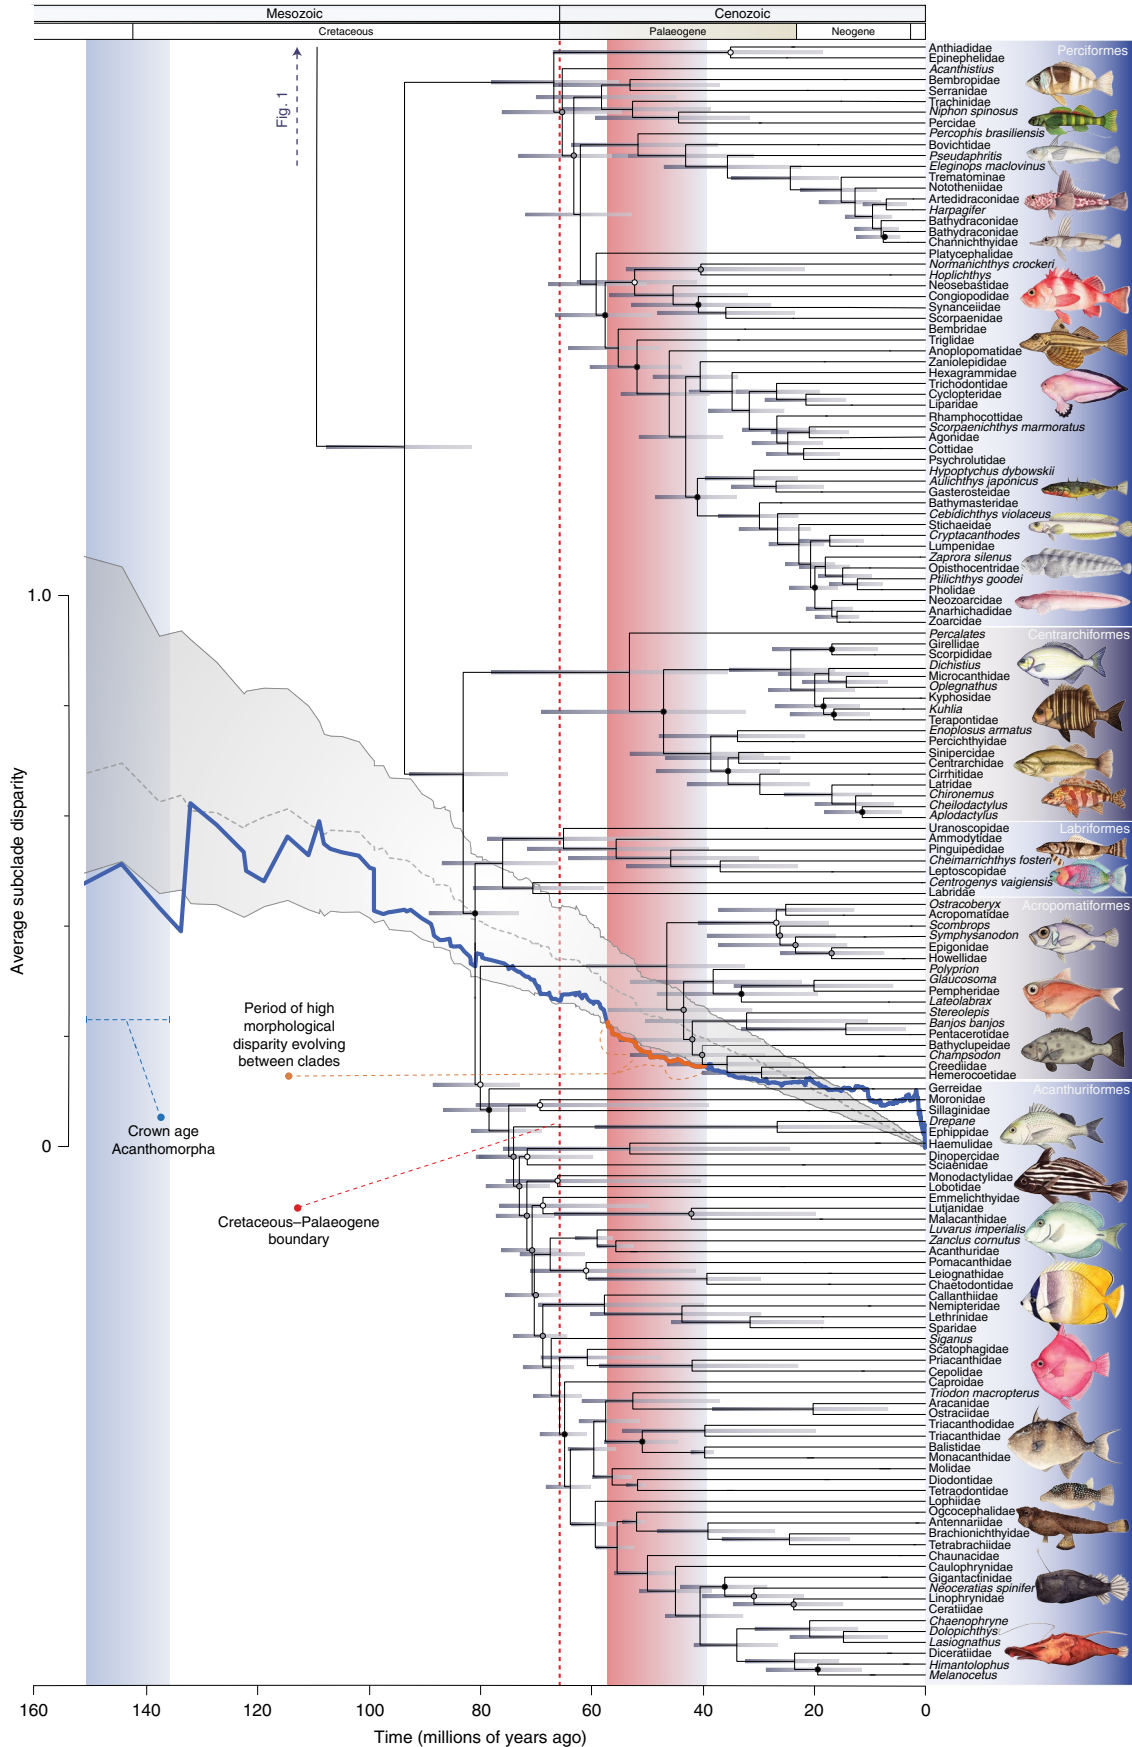 Mesozoic
Cenozoic
Cretaceous
Palaeogene
Neogene
Fig. 1
Perciformes
Anthiadidae
Epinephelidae
Acanthistius
Bembropidae
Serranidae
Trachinidae
Niphon spinosus
Percidae
Percophis brasiliensis
Bovichtidae
Pseudaphritis
Eleginops maclovinus
Trematominae
Nototheniidae
Artedidraconidae
Harpagifer
Bathydraconidae
Bathydraconidae
Channichthyidae
Platycephalidae
Normanichthys crockeri
Hoplichthys
Neosebastidae
Congiopodidae
Synanceiidae
Scorpaenidae
Bembridae
Triglidae
Anoplopomatidae
Zaniolepididae
Hexagrammidae
Trichodontidae
Cyclopteridae
Liparidae
Rhamphocottidae
Scorpaenichthys marmoratus
Agonidae
Cottidae
Psychrolutidae
Hypoptychus dybowskii
Aulichthys japonicus
Gasterosteidae
Bathymasteridae
Cebidichthys violaceus
Stichaeidae
Cryptacanthodes
Lumpenidae
Zaprora silenus
Opisthocentridae
Ptilichthys goodei
Pholidae
Neozoarcidae
Anarhichadidae
Zoarcidae
Centrarchiformes
Percalates
Girellidae
Scorpididae
Dichistius
Microcanthidae
Oplegnathus
Kyphosidae
Kuhlia
Terapontidae
Enoplosus armatus
Percichthyidae
Sinipercidae
Centrarchidae
Cirrhitidae
Latridae
Chironemus
Cheilodactylus
Aplodactylus
Labriformes
Uranoscopidae
Ammodytidae
Pinguipedidae
Cheimarrichthys fosteri
Leptoscopidae
Centrogenys vaigiensis
Labridae
Acropomatiformes
Ostracoberyx
Acropomatidae
Scombrops
Symphysanodon
Epigonidae
Howellidae
Polyprion
Glaucosoma
Pempheridae
Lateolabrax
Stereolepis
Banjos banjos
Pentacerotidae
Bathyclupeidae
Champsodon
Creediidae
Hemerocoetidae
Acanthuriformes
Gerreidae
Moronidae
Sillaginidae
Drepane
Ephippidae
Haemulidae
Dinopercidae
Sciaenidae
Monodactylidae
Lobotidae
Emmelichthyidae
Lutjanidae
Malacanthidae
Luvarus imperialis
Zanclus cornutus
Acanthuridae
Pomacanthidae
Leiognathidae
Chaetodontidae
Callanthiidae
Nemipteridae
Lethrinidae
Sparidae
Siganus
Scatophagidae
Priacanthidae
Cepolidae
Caproidae
Triodon macropterus
Aracanidae
Ostraciidae
Triacanthodidae
Triacanthidae
Balistidae
Monacanthidae
Molidae
Diodontidae
Tetraodontidae
Lophiidae
Ogcocephalidae
Antennariidae
Brachionichthyidae
Tetrabrachiidae
Chaunacidae
Caulophrynidae
Gigantactinidae
Neoceratias spinifer
Linophrynidae
Ceratiidae
Chaenophryne
Dolopichthys
Lasiognathus
Diceratiidae
Himantolophus
Melanocetus
1.0
0
Average subclade disparity
Period of high
morphological
disparity evolving
between clades
Crown age
Acanthomorpha
Cretaceous–Palaeogene
boundary
160
140
120
100
80
60
40
20
0
Time (millions of years ago)